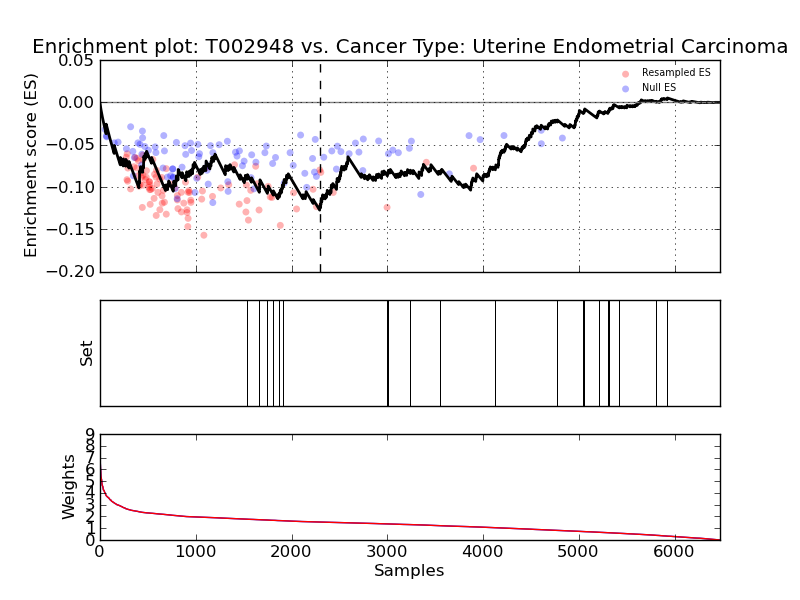 Enrichment plot: T002948 vs. Cancer Type: Uterine Endometrial Carcinoma
Enrichment score (ES)
0.05
0.00
−0.05
−0.10
−0.15
−0.20
Resampled ES
Null ES
Set
Weights
9
8
7
6
5
4
3
2
1
0
0 1000 2000 3000 4000 5000 6000
Samples